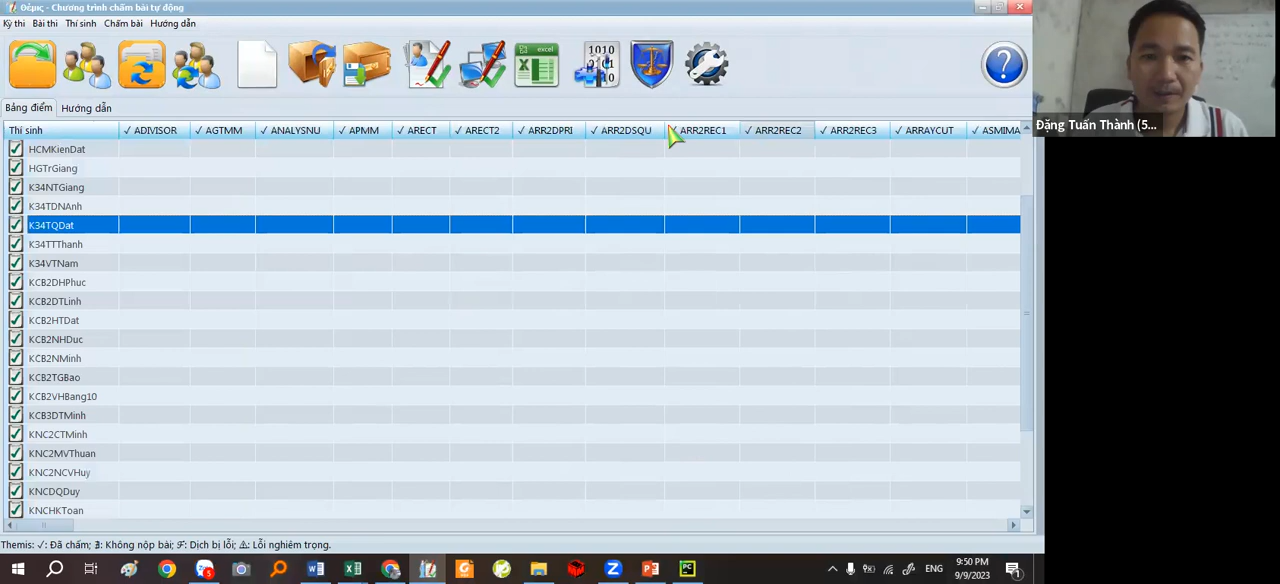 Θέμις - Chương trình chấm bài tự động
Kỳ thi Bài thi Thí sinh Chấm bài Hướng dẫn
excel
1010
Bảng điểm Hướng dẫn
Đặng Tuấn Thành (5...
Thí sinh ✓ ADIVISOR ✓ AGTMM ✓ ANALYSNU ✓ APMM ✓ ARECT ✓ ARECT2 ✓ ARR2DPRI ✓ ARR2DSQU ✓ ARR2REC1 ✓ ARR2REC2 ✓ ARR2REC3 ✓ ARRAYCUT ✓ ASMIMA
HCMKienDat
HGTrGiang
K34NTGiang
K34TDNAnh
K34TQDat
K34TTThanh
K34VTNam
KCB2DHPhuc
KCB2DTLinh
KCB2HTDat
KCB2NHDuc
KCB2NMinh
KCB2TGBao
KCB2VHBang10
KCB3DTMinh
KNC2CTMinh
KNC2MVThuan
KNC2NCVHuy
KNCDQDuy
KNCHKToan
Themis: √: Đã chấm; ∄: Không nộp bài; ℱ: Dịch bị lỗi; ⚠: Lỗi nghiêm trọng.
ENG
9:50 PM
9/9/2023